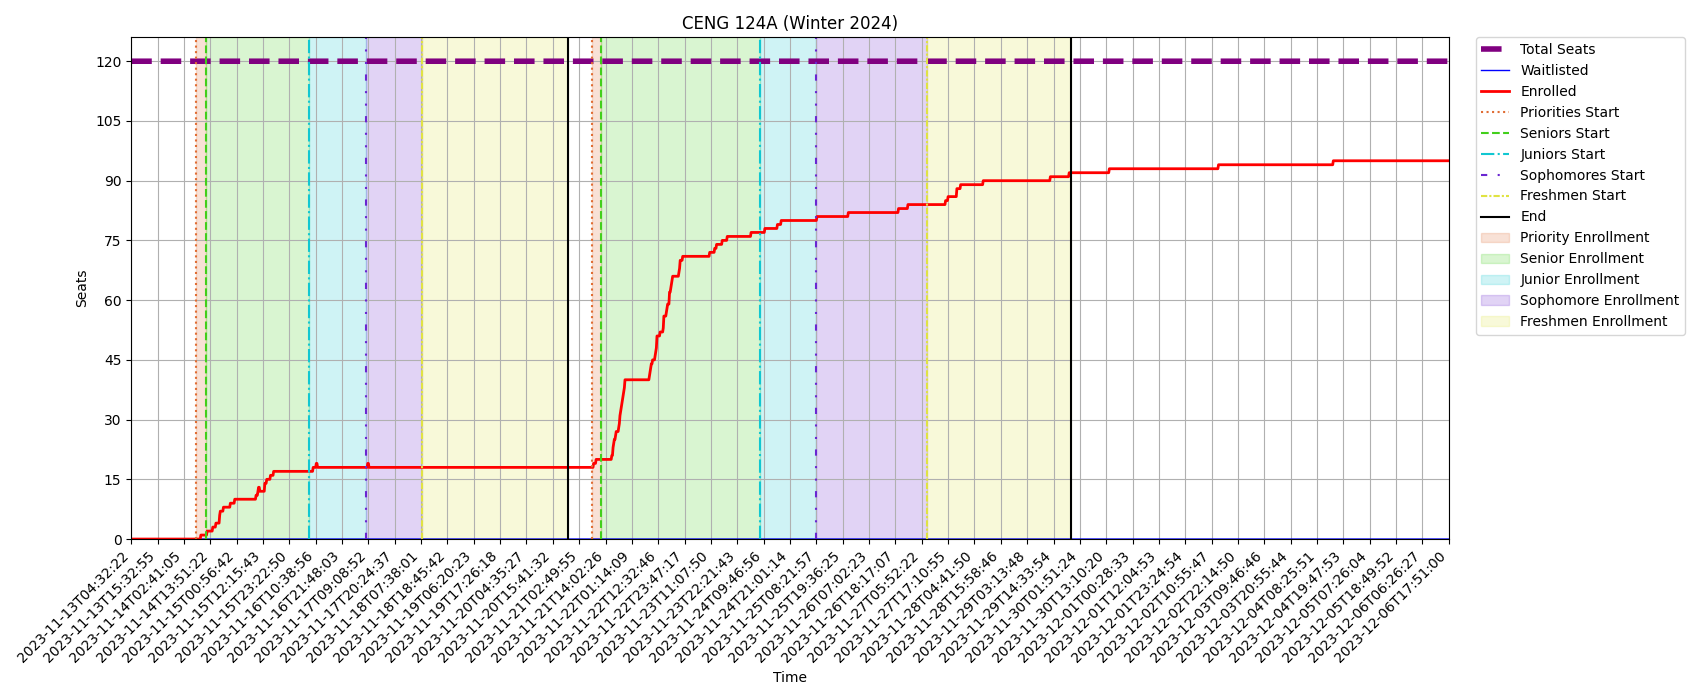 CENG 124A (Winter 2024)
120
105
90
75
60
45
30
15
0
Seats
2023-11-13T04:32:22
2023-11-13T15:32:55
2023-11-14T02:41:05
2023-11-14T13:51:22
2023-11-15T00:56:42
2023-11-15T12:15:43
2023-11-15T23:22:50
2023-11-16T10:38:56
2023-11-16T21:48:03
2023-11-17T09:08:52
2023-11-17T20:24:37
2023-11-18T07:38:01
2023-11-18T18:45:42
2023-11-19T06:20:23
2023-11-19T17:26:18
2023-11-20T04:35:27
2023-11-20T15:41:32
2023-11-21T02:49:55
2023-11-21T14:02:26
2023-11-22T01:14:09
2023-11-22T12:32:46
2023-11-22T23:47:17
2023-11-23T11:07:50
2023-11-23T22:21:43
2023-11-24T09:46:56
2023-11-24T21:01:14
2023-11-25T08:21:57
2023-11-25T19:36:25
2023-11-26T07:02:23
2023-11-26T18:17:07
2023-11-27T05:52:22
2023-11-27T17:10:55
2023-11-28T04:41:50
2023-11-28T15:58:46
2023-11-29T03:13:48
2023-11-29T14:33:54
2023-11-30T01:51:24
2023-11-30T13:10:20
2023-12-01T00:28:33
2023-12-01T12:04:53
2023-12-01T23:24:54
2023-12-02T10:55:47
2023-12-02T22:14:50
2023-12-03T09:46:46
2023-12-03T20:55:44
2023-12-04T08:25:51
2023-12-04T19:47:53
2023-12-05T07:26:04
2023-12-05T18:49:52
2023-12-06T06:26:27
2023-12-06T17:51:00
Time
Total Seats
Waitlisted
Enrolled
Priorities Start
Seniors Start
Juniors Start
Sophomores Start
Freshmen Start
End
Priority Enrollment
Senior Enrollment
Junior Enrollment
Sophomore Enrollment
Freshmen Enrollment